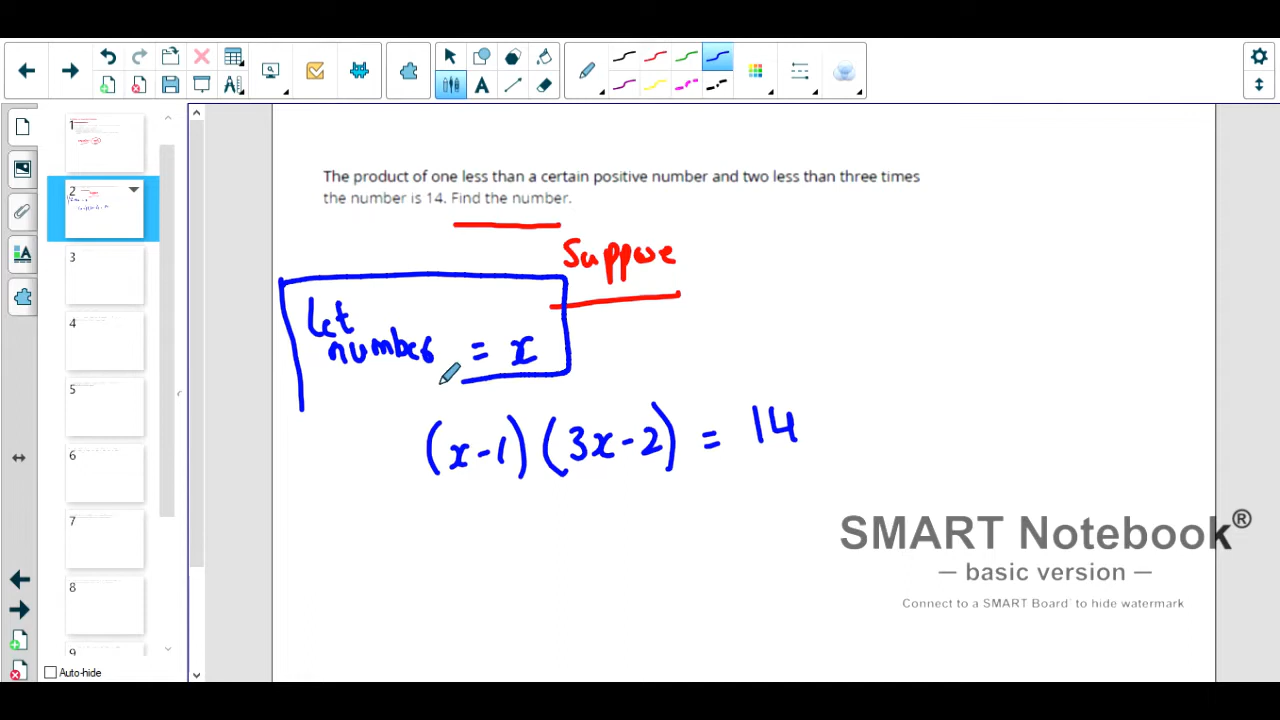 1
2
3
4
5
6
7
8
9
Auto-hide
The product of one less than a certain positive number and two less than three times
the number is 14. Find the number.
Suppose
Let
number = x
(x-1) (3x-2) = 14
SMART Notebook®
— basic version —
Connect to a SMART Board™ to hide watermark